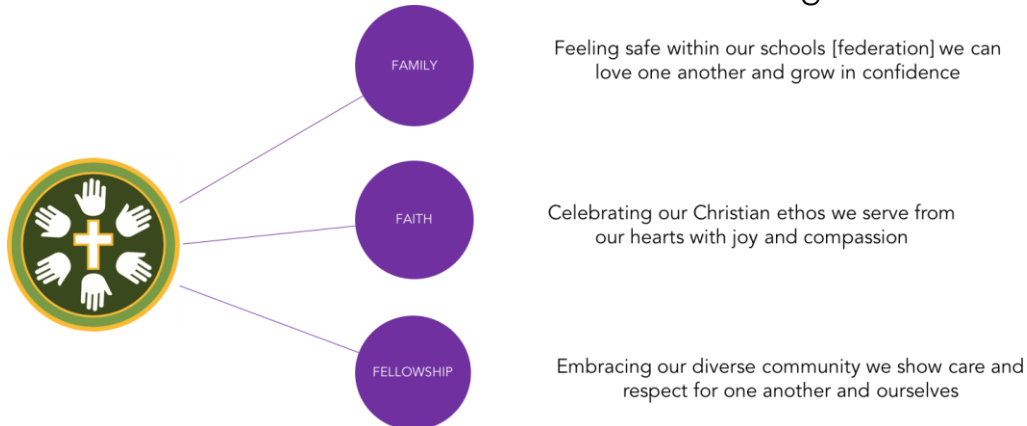 FAMILY
Feeling safe within our schools [federation] we can
love one another and grow in confidence
FAITH
Celebrating our Christian ethos we serve from
our hearts with joy and compassion
FELLOWSHIP
Embracing our diverse community we show care and
respect for one another and ourselves